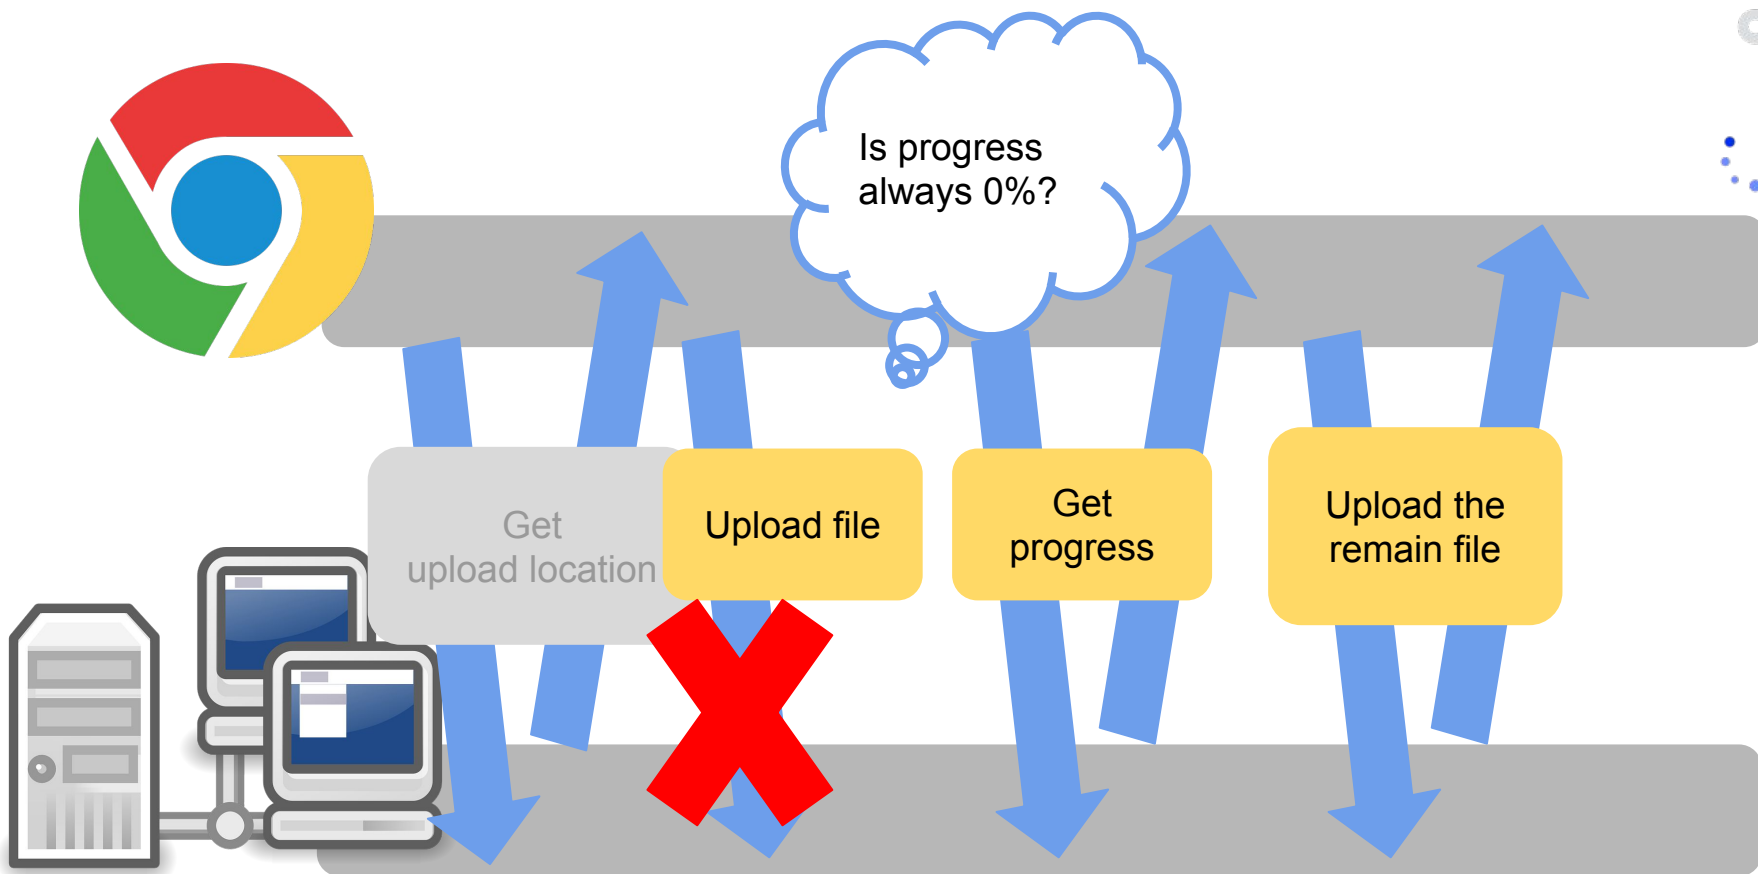 Is progress
always 0%?
Get
upload location
Upload file
Get
progress
Upload the
remain file